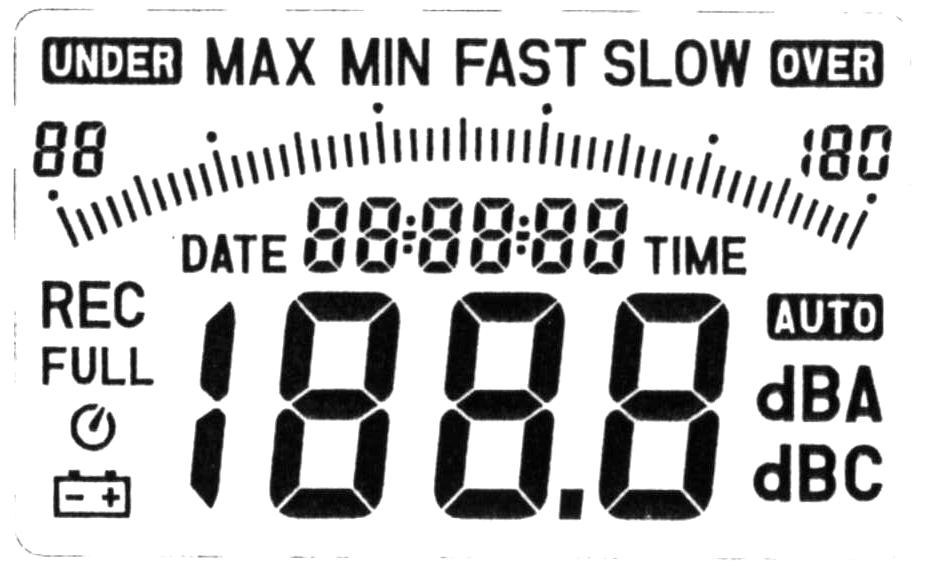 UNDER MAX MIN FAST SLOW OVER
88 180
DATE 88:88:88 TIME
REC
FULL
188.8
AUTO
dBA
dBC
- +